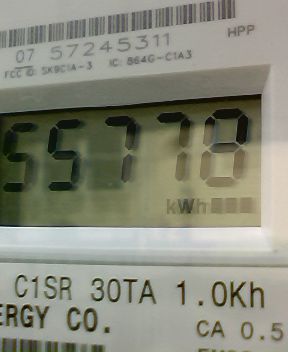 HPP
07 57245311
FCC ID: SK9C1A-3 IC: 864G-C1A3
55778
kWh
C1SR 30TA 1.0Kh
ERGY CO.
CA 0.5